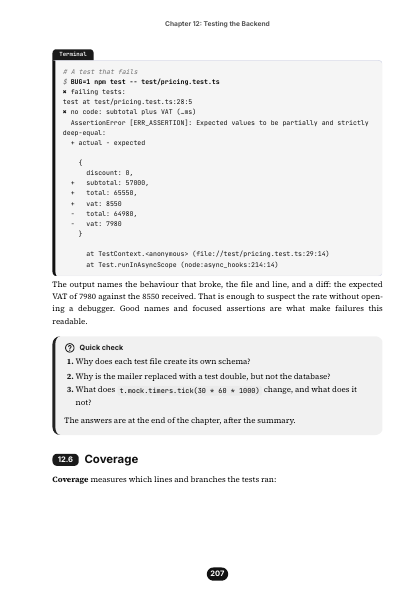 Chapter 12: Testing the Backend
Terminal
# A test that fails
$ BUG=1 npm test -- test/pricing.test.ts
✖ failing tests:
test at test/pricing.test.ts:28:5
✖ no code: subtotal plus VAT (…ms)
AssertionError [ERR_ASSERTION]: Expected values to be partially and strictly
deep-equal:
+ actual - expected
{
discount: 0,
+ subtotal: 57000,
+ total: 65550,
+ vat: 8550
- total: 64980,
- vat: 7980
}
at TestContext.<anonymous> (file://test/pricing.test.ts:29:14)
at Test.runInAsyncScope (node:async_hooks:214:14)
The output names the behaviour that broke, the file and line, and a diff: the expected
VAT of 7980 against the 8550 received. That is enough to suspect the rate without open-
ing a debugger. Good names and focused assertions are what make failures this
readable.
Quick check
1. Why does each test file create its own schema?
2. Why is the mailer replaced with a test double, but not the database?
3. What does t.mock.timers.tick(30 * 60 * 1000) change, and what does it
not?
The answers are at the end of the chapter, after the summary.
12.6 Coverage
Coverage measures which lines and branches the tests ran:
207